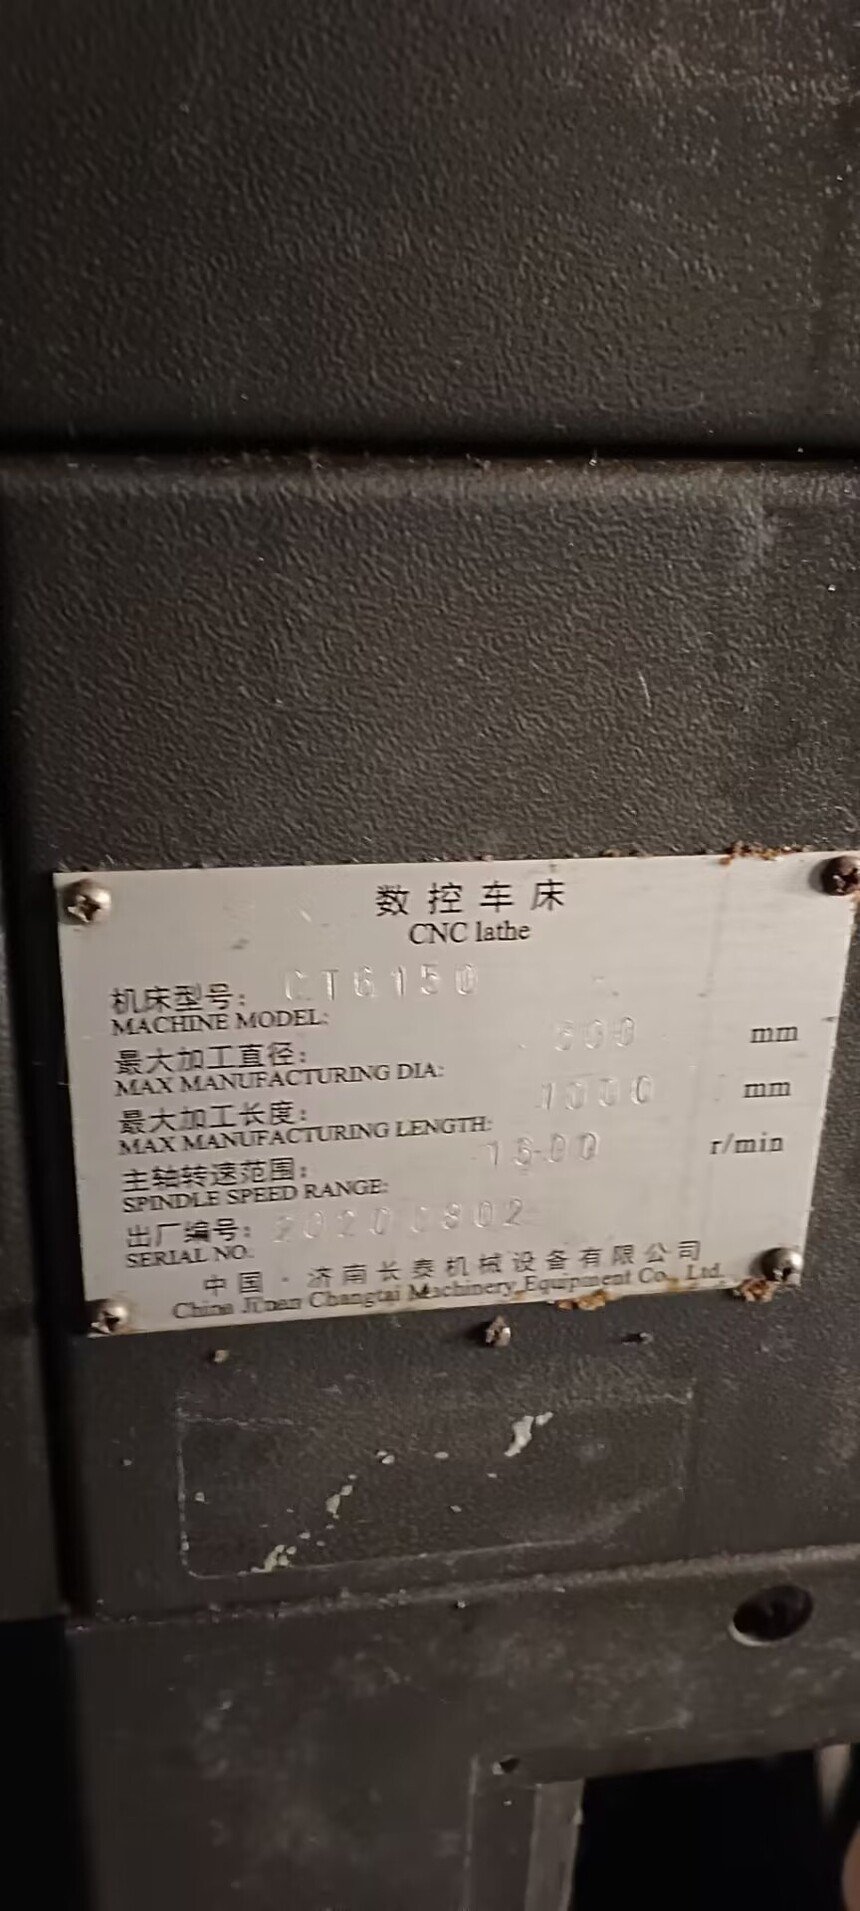 数控车床
CNC lathe
机床型号: CT6150
MACHINE MODEL:
最大加工直径: mm
MAX MANUFACTURING DIA:
最大加工长度: 1000 mm
MAX MANUFACTURING LENGTH:
主轴转速范围: r/min
SPINDLE SPEED RANGE:
出厂编号:
SERIAL NO.
中国·济南长泰机械设备有限公司
China Jinan Changtai Machinery Equipment Co., Ltd.